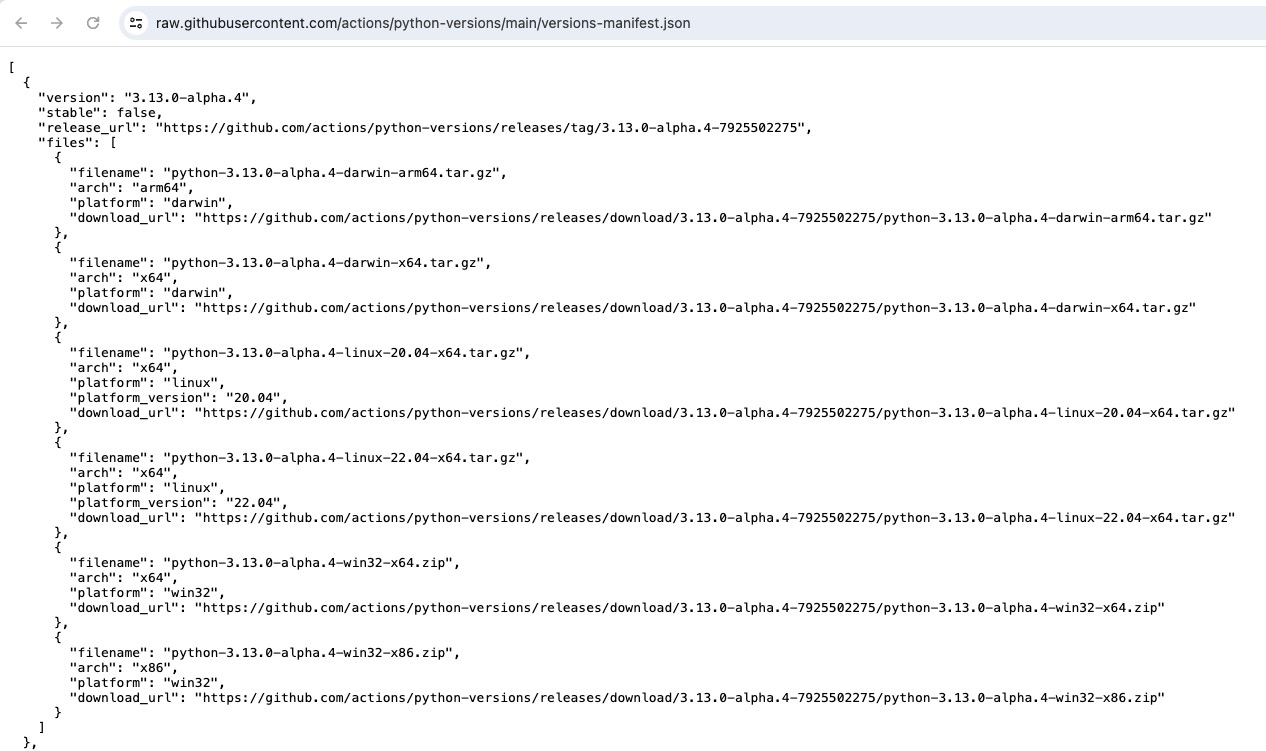 raw.githubusercontent.com/actions/python-versions/main/versions-manifest.json
[
  {
    "version": "3.13.0-alpha.4",
    "stable": false,
    "release_url": "https://github.com/actions/python-versions/releases/tag/3.13.0-alpha.4-7925502275",
    "files": [
      {
        "filename": "python-3.13.0-alpha.4-darwin-arm64.tar.gz",
        "arch": "arm64",
        "platform": "darwin",
        "download_url": "https://github.com/actions/python-versions/releases/download/3.13.0-alpha.4-7925502275/python-3.13.0-alpha.4-darwin-arm64.tar.gz"
      },
      {
        "filename": "python-3.13.0-alpha.4-darwin-x64.tar.gz",
        "arch": "x64",
        "platform": "darwin",
        "download_url": "https://github.com/actions/python-versions/releases/download/3.13.0-alpha.4-7925502275/python-3.13.0-alpha.4-darwin-x64.tar.gz"
      },
      {
        "filename": "python-3.13.0-alpha.4-linux-20.04-x64.tar.gz",
        "arch": "x64",
        "platform": "linux",
        "platform_version": "20.04",
        "download_url": "https://github.com/actions/python-versions/releases/download/3.13.0-alpha.4-7925502275/python-3.13.0-alpha.4-linux-20.04-x64.tar.gz"
      },
      {
        "filename": "python-3.13.0-alpha.4-linux-22.04-x64.tar.gz",
        "arch": "x64",
        "platform": "linux",
        "platform_version": "22.04",
        "download_url": "https://github.com/actions/python-versions/releases/download/3.13.0-alpha.4-7925502275/python-3.13.0-alpha.4-linux-22.04-x64.tar.gz"
      },
      {
        "filename": "python-3.13.0-alpha.4-win32-x64.zip",
        "arch": "x64",
        "platform": "win32",
        "download_url": "https://github.com/actions/python-versions/releases/download/3.13.0-alpha.4-7925502275/python-3.13.0-alpha.4-win32-x64.zip"
      },
      {
        "filename": "python-3.13.0-alpha.4-win32-x86.zip",
        "arch": "x86",
        "platform": "win32",
        "download_url": "https://github.com/actions/python-versions/releases/download/3.13.0-alpha.4-7925502275/python-3.13.0-alpha.4-win32-x86.zip"
      }
    ]
  },